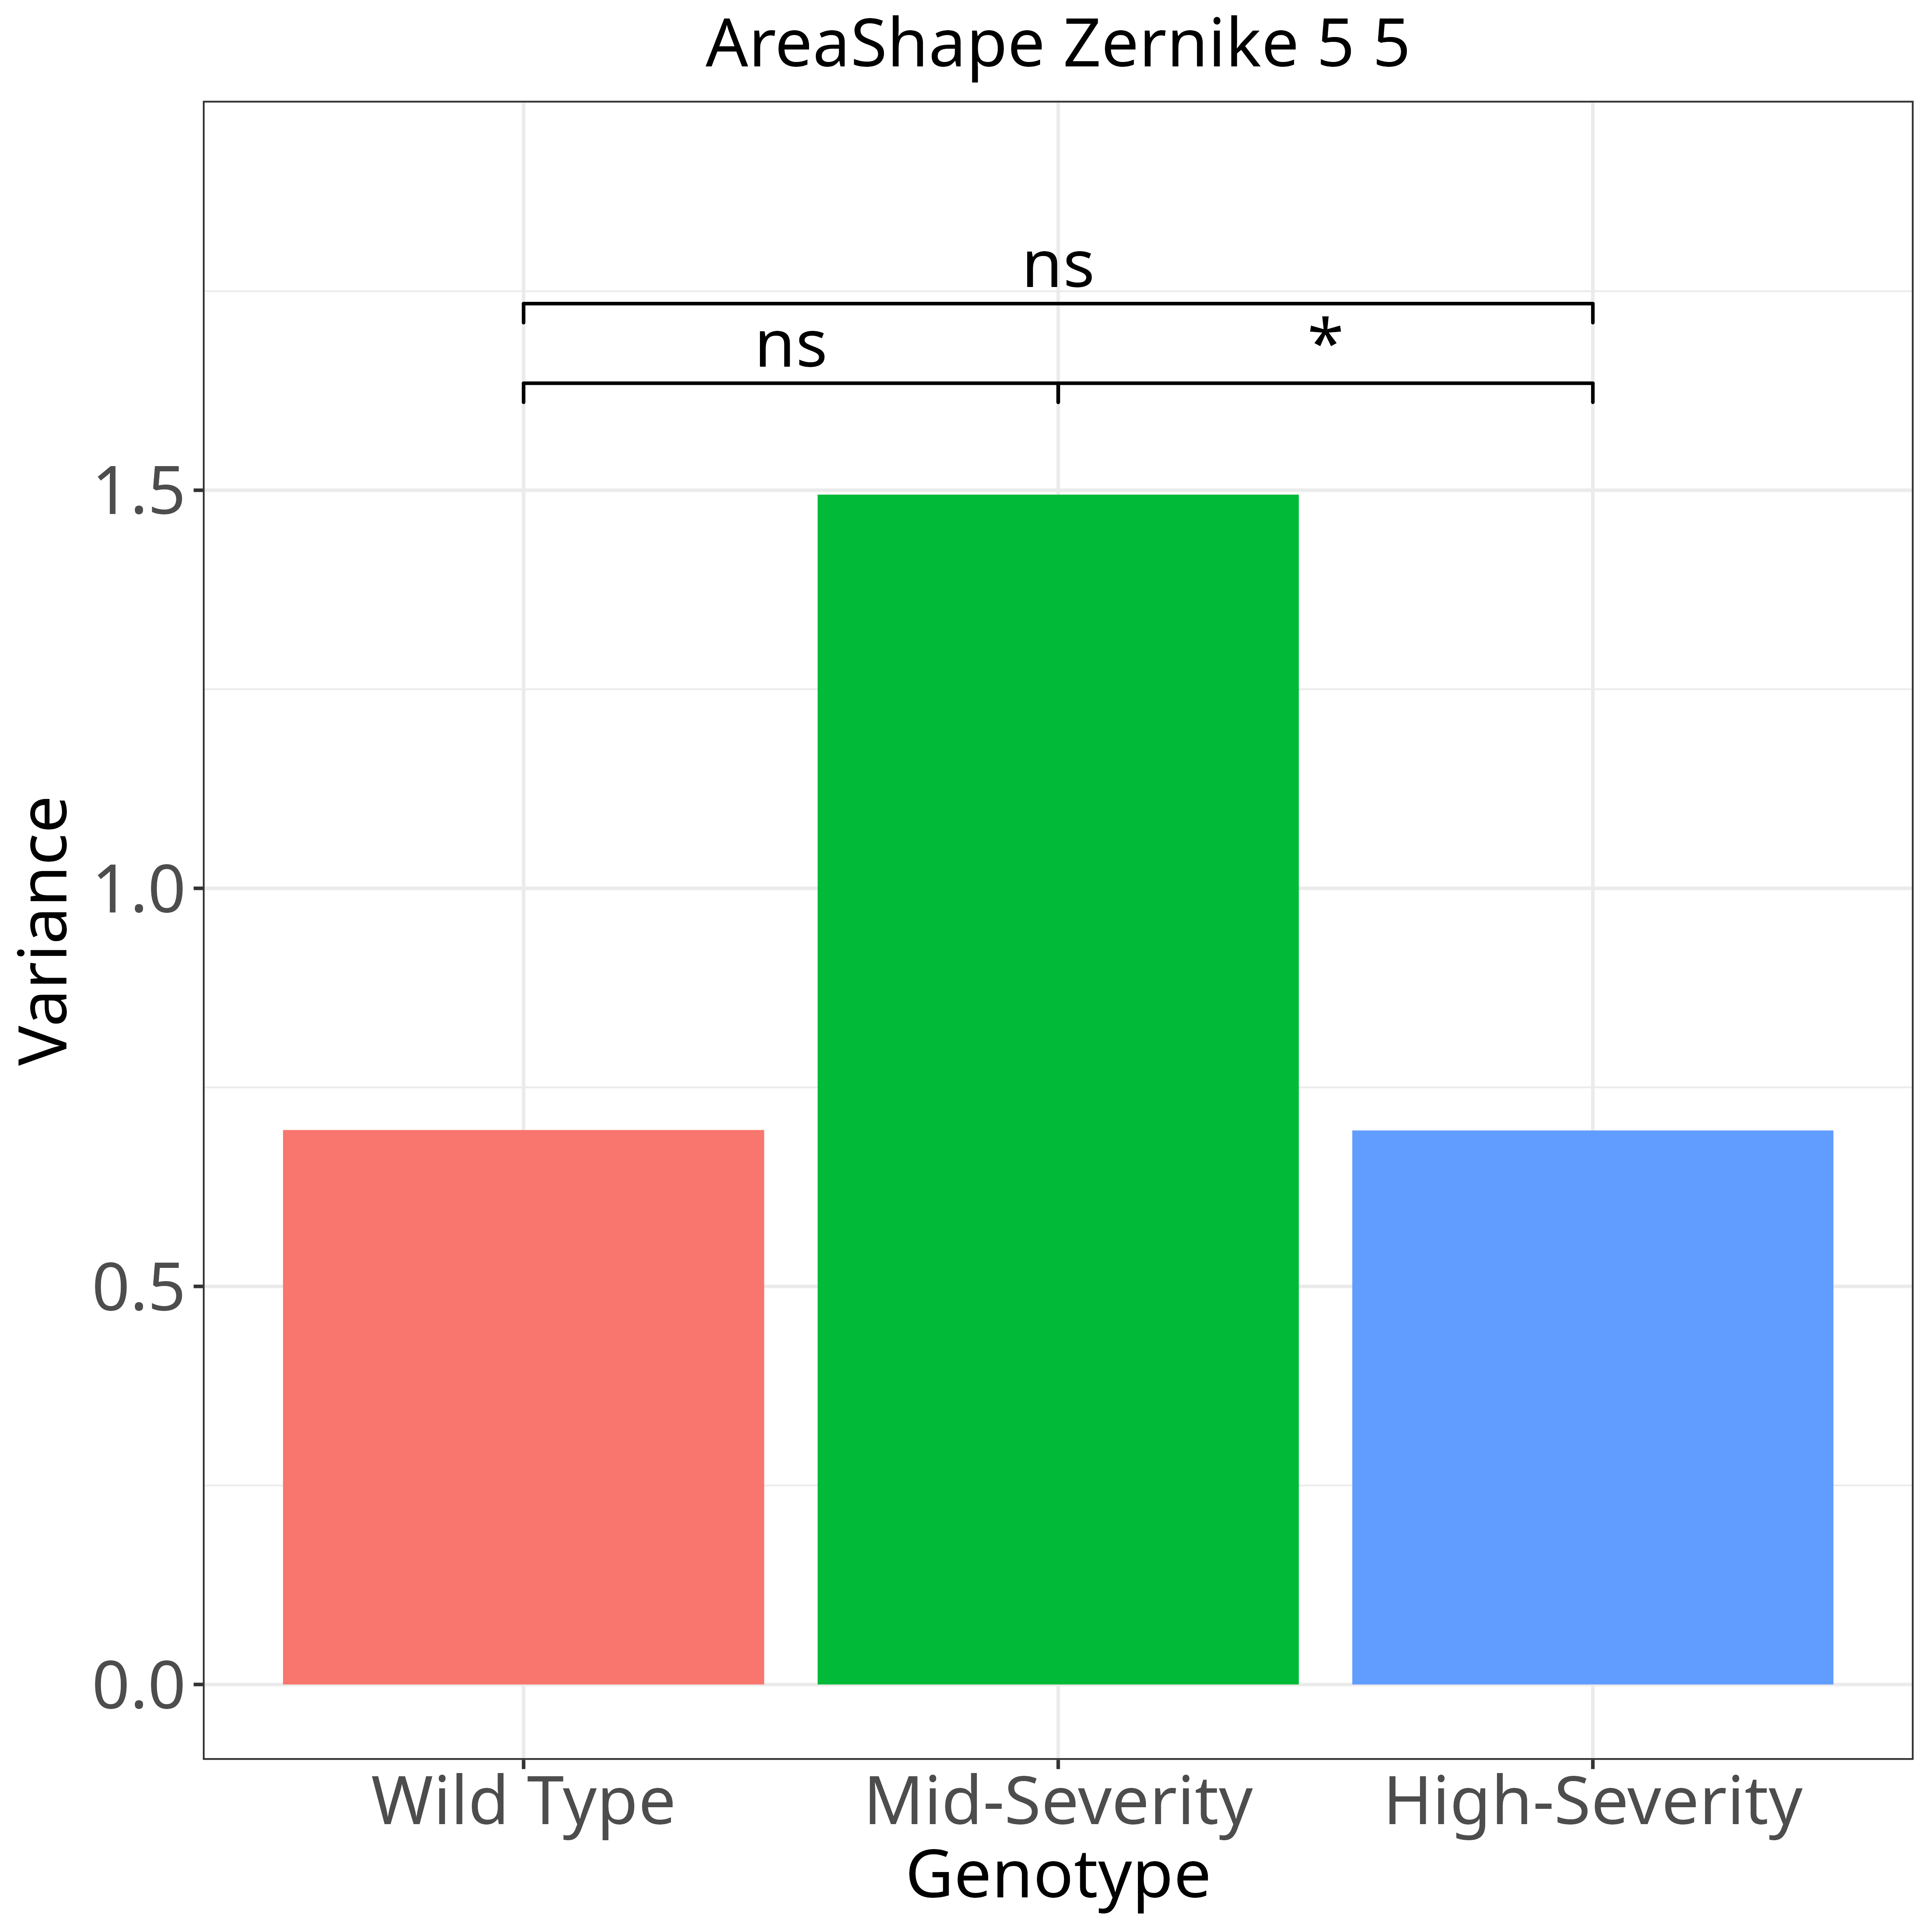 AreaShape Zernike 5 5
ns
ns
*
1.5
1.0
0.5
0.0
Variance
Wild Type
Mid-Severity
High-Severity
Genotype